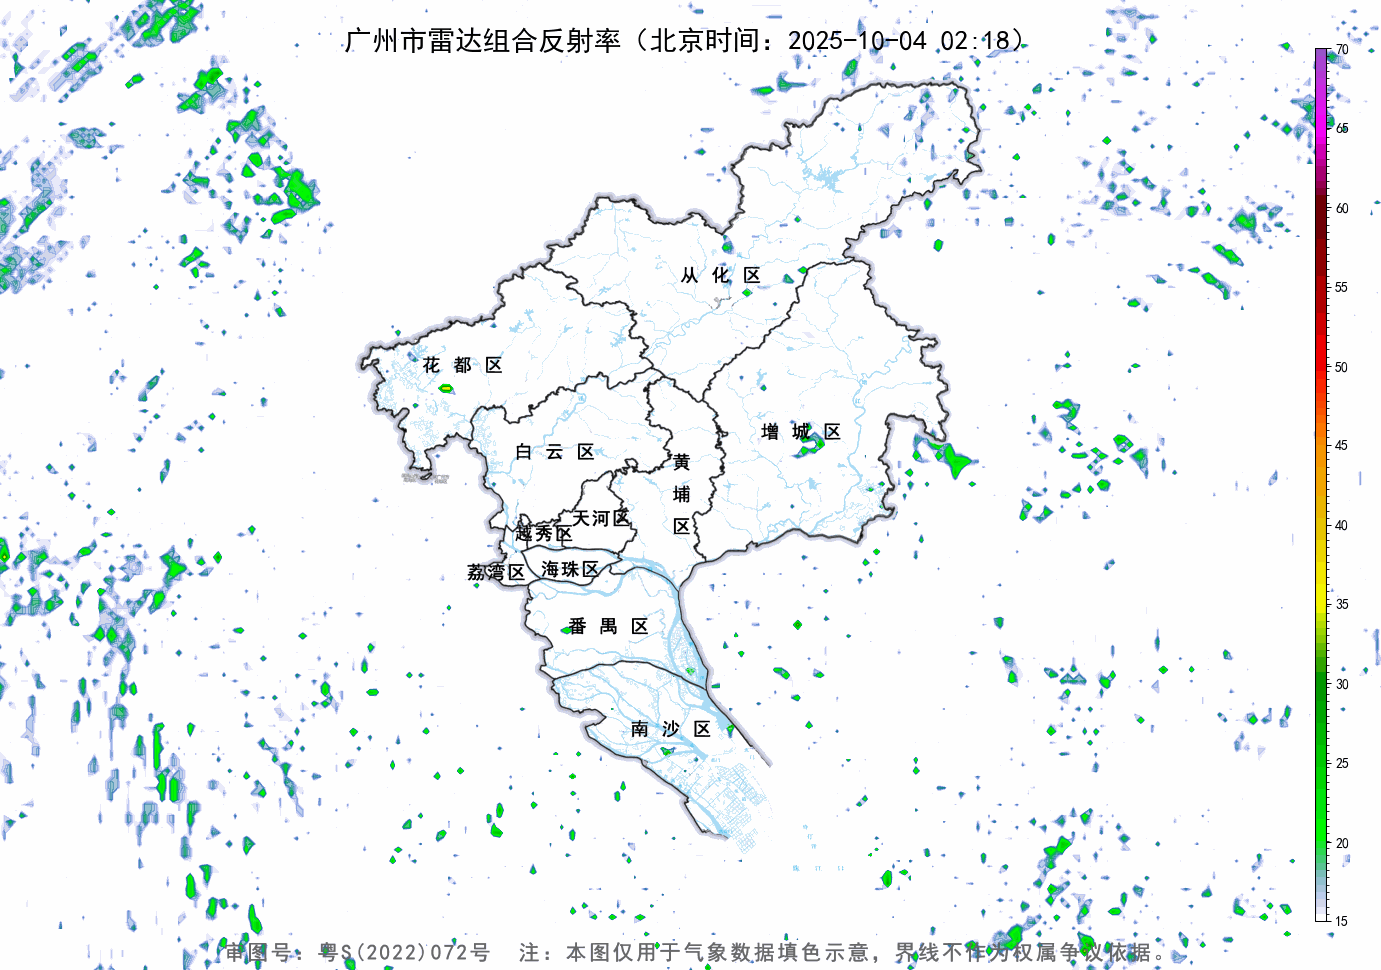 广州市雷达组合反射率（北京时间：2025-10-04 02:18）
70
65
60
55
50
45
40
35
30
25
20
15
从化区
花都区
增城区
白云区
黄埔区
天河区
越秀区
海珠区
荔湾区
番禺区
南沙区
审图号：粤S(2022)072号 注：本图仅用于气象数据填色示意，界线不作为权属争议依据。